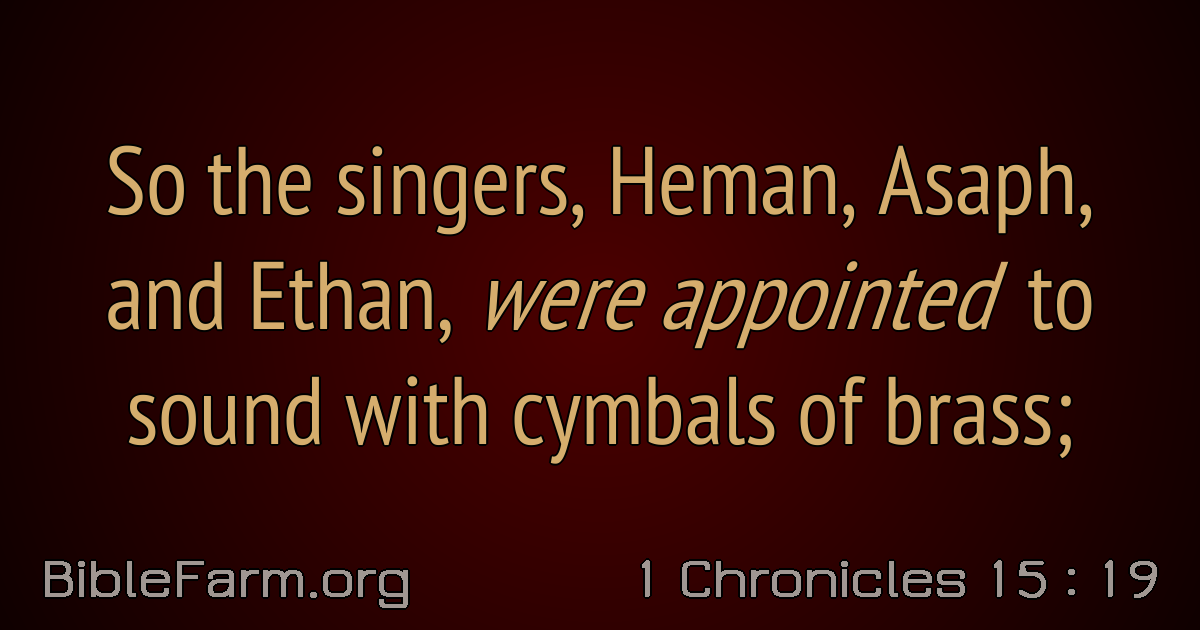 So the singers, Heman, Asaph,
and Ethan, were appointed to
sound with cymbals of brass;
BibleFarm.org
1 Chronicles 15 : 19